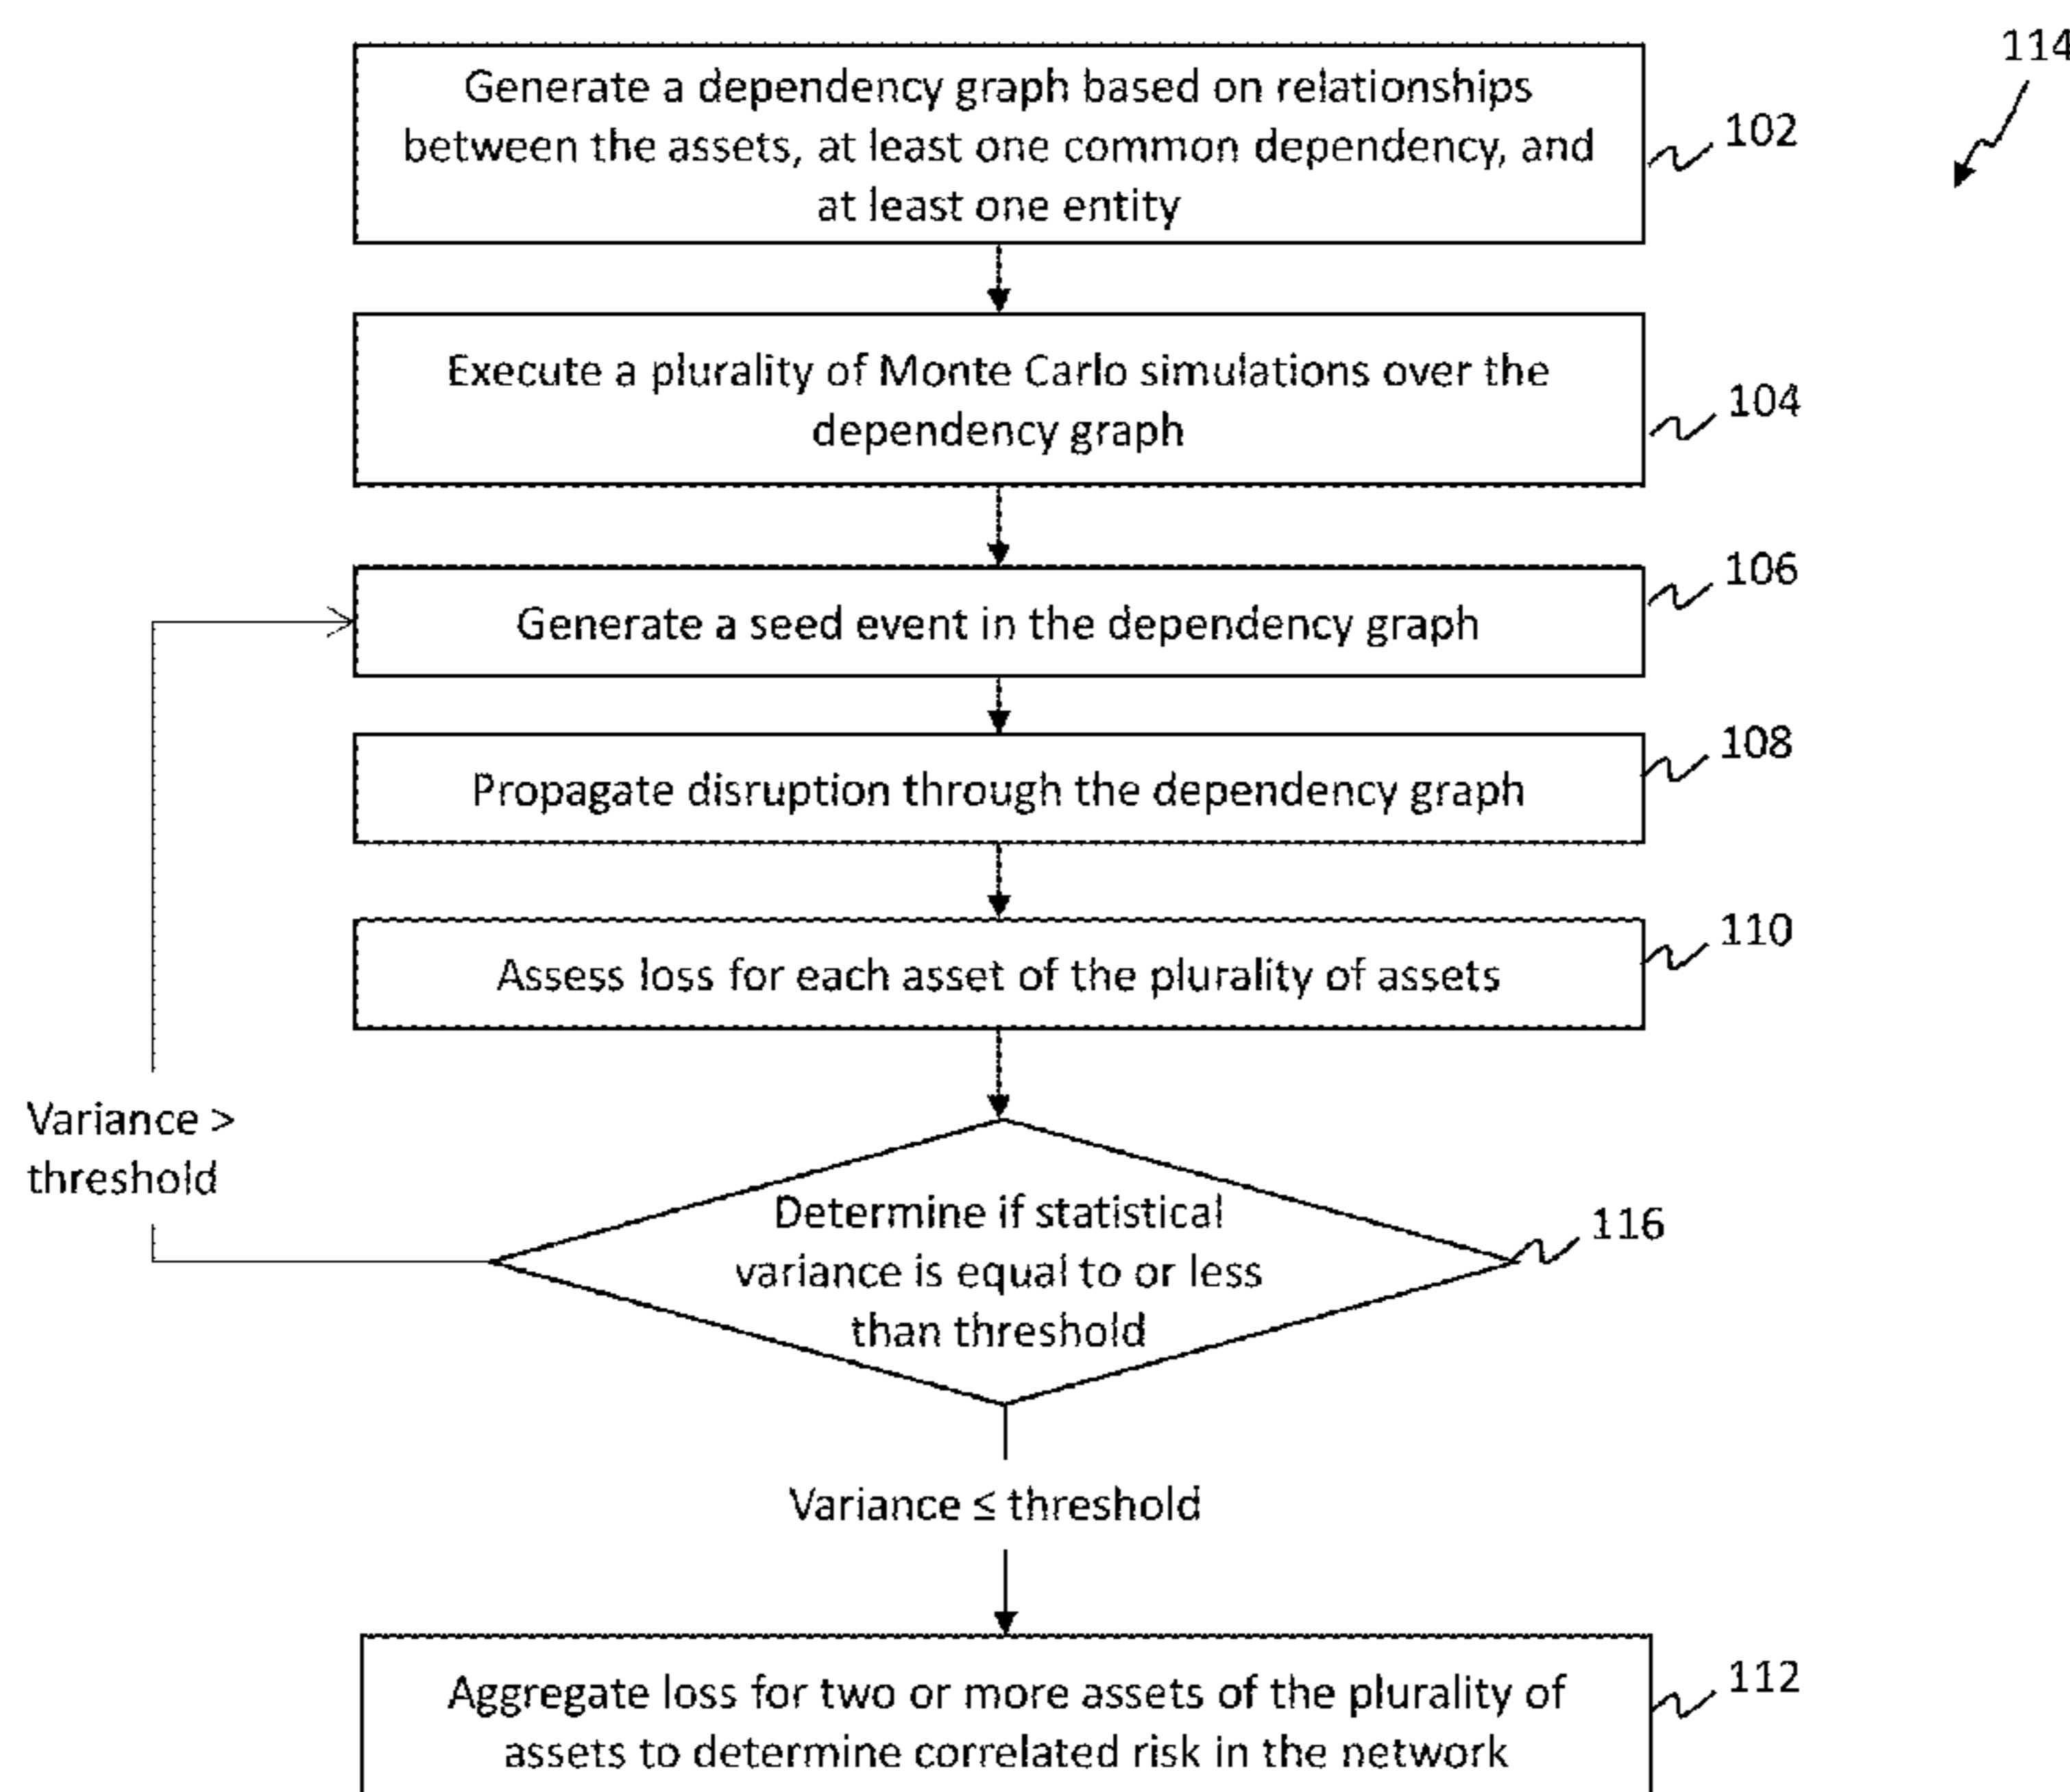 114
Generate a dependency graph based on relationships
between the assets, at least one common dependency, and
at least one entity
102
Execute a plurality of Monte Carlo simulations over the
dependency graph
104
106
Generate a seed event in the dependency graph
108
Propagate disruption through the dependency graph
110
Assess loss for each asset of the plurality of assets
Variance >
threshold
Determine if statistical
variance is equal to or less
than threshold
116
Variance ≤ threshold
112
Aggregate loss for two or more assets of the plurality of
assets to determine correlated risk in the network